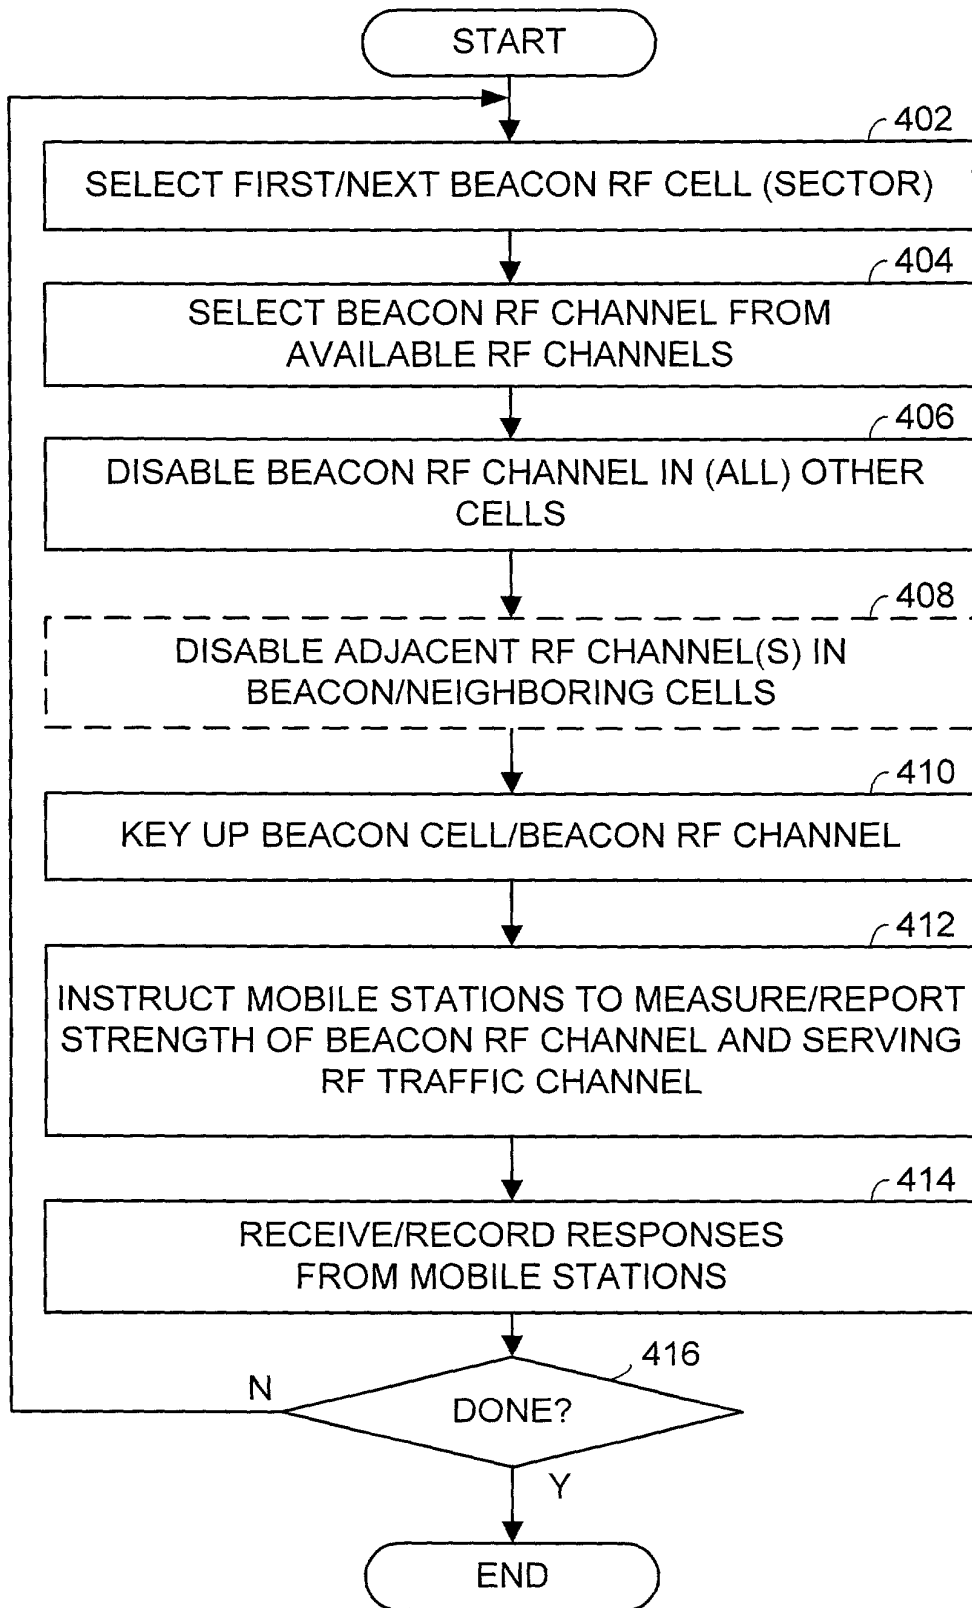 START
402
SELECT FIRST/NEXT BEACON RF CELL (SECTOR)
404
SELECT BEACON RF CHANNEL FROM
AVAILABLE RF CHANNELS
406
DISABLE BEACON RF CHANNEL IN (ALL) OTHER
CELLS
408
DISABLE ADJACENT RF CHANNEL(S) IN
BEACON/NEIGHBORING CELLS
410
KEY UP BEACON CELL/BEACON RF CHANNEL
412
INSTRUCT MOBILE STATIONS TO MEASURE/REPORT
STRENGTH OF BEACON RF CHANNEL AND SERVING
RF TRAFFIC CHANNEL
414
RECEIVE/RECORD RESPONSES
FROM MOBILE STATIONS
416
N
DONE?
Y
END